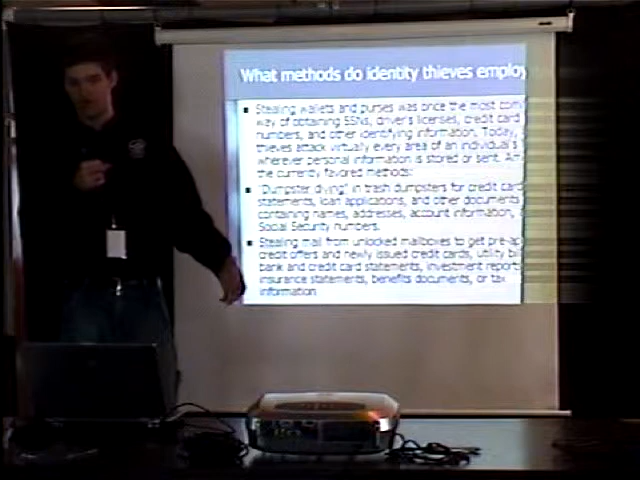 What methods do identity thieves employ
Stealing wallets and purses was once the most com
way of obtaining SSNs, driver's licenses, credit card
numbers, and other identifying information. Today,
thieves attack virtually every area of an individual's
wherever personal information is stored or sent. Am
the current favored methods:
"Dumpster diving" in trash dumpsters for credit card
statements, loan applications, and other documents
containing names, addresses, account information,
Social Security numbers.
Stealing mail from unlocked mailboxes to get pre-ap
credit offers and newly issued credit cards, utility bil
bank and credit card statements, investment reports
insurance statements, benefits documents, or tax
information